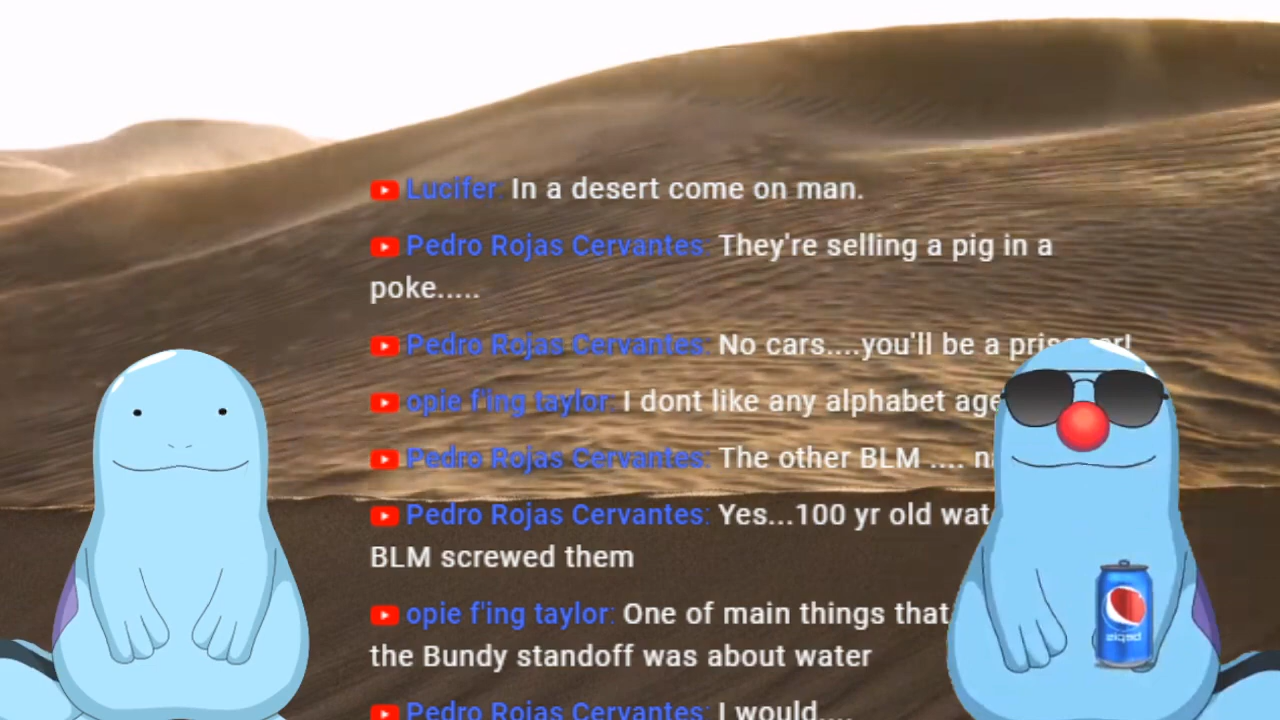 Lucifer: In a desert come on man.
Pedro Rojas Cervantes: They're selling a pig in a
poke.....
Pedro Rojas Cervantes: No cars....you'll be a
opie f'ing taylor: I dont like any alphabet
Pedro Rojas Cervantes: The other BLM ....
Pedro Rojas Cervantes: Yes...100 yr old
BLM screwed them
opie f'ing taylor: One of main things that
the Bundy standoff was about water
Pedro Rojas Cervantes: I would....
pepsi